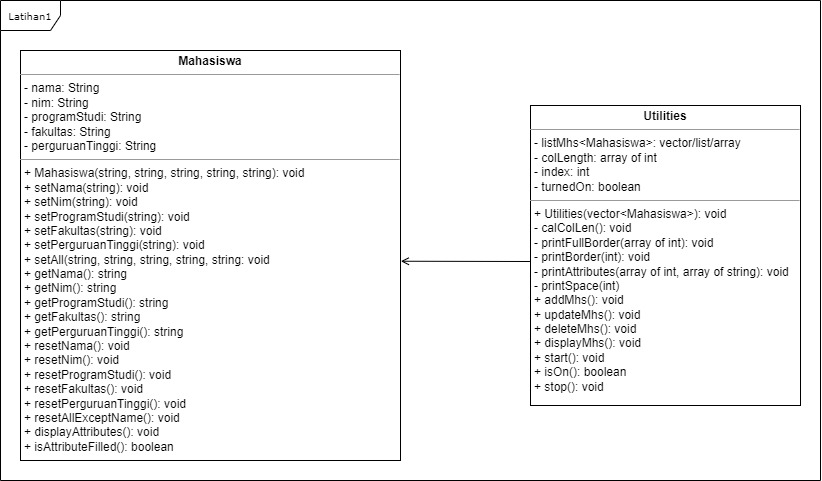 Latihan1
Mahasiswa
- nama: String
- nim: String
- programStudi: String
- fakultas: String
- perguruanTinggi: String
+ Mahasiswa(string, string, string, string, string): void
+ setNama(string): void
+ setNim(string): void
+ setProgramStudi(string): void
+ setFakultas(string): void
+ setPerguruanTinggi(string): void
+ setAll(string, string, string, string, string: void
+ getNama(): string
+ getNim(): string
+ getProgramStudi(): string
+ getFakultas(): string
+ getPerguruanTinggi(): string
+ resetNama(): void
+ resetNim(): void
+ resetProgramStudi(): void
+ resetFakultas(): void
+ resetPerguruanTinggi(): void
+ resetAllExceptName(): void
+ displayAttributes(): void
+ isAttributeFilled(): boolean
Utilities
- listMhs<Mahasiswa>: vector/list/array
- colLength: array of int
- index: int
- turnedOn: boolean
+ Utilities(vector<Mahasiswa>): void
- calColLen(): void
- printFullBorder(array of int): void
- printBorder(int): void
- printAttributes(array of int, array of string): void
- printSpace(int)
+ addMhs(): void
+ updateMhs(): void
+ deleteMhs(): void
+ displayMhs(): void
+ start(): void
+ isOn(): boolean
+ stop(): void